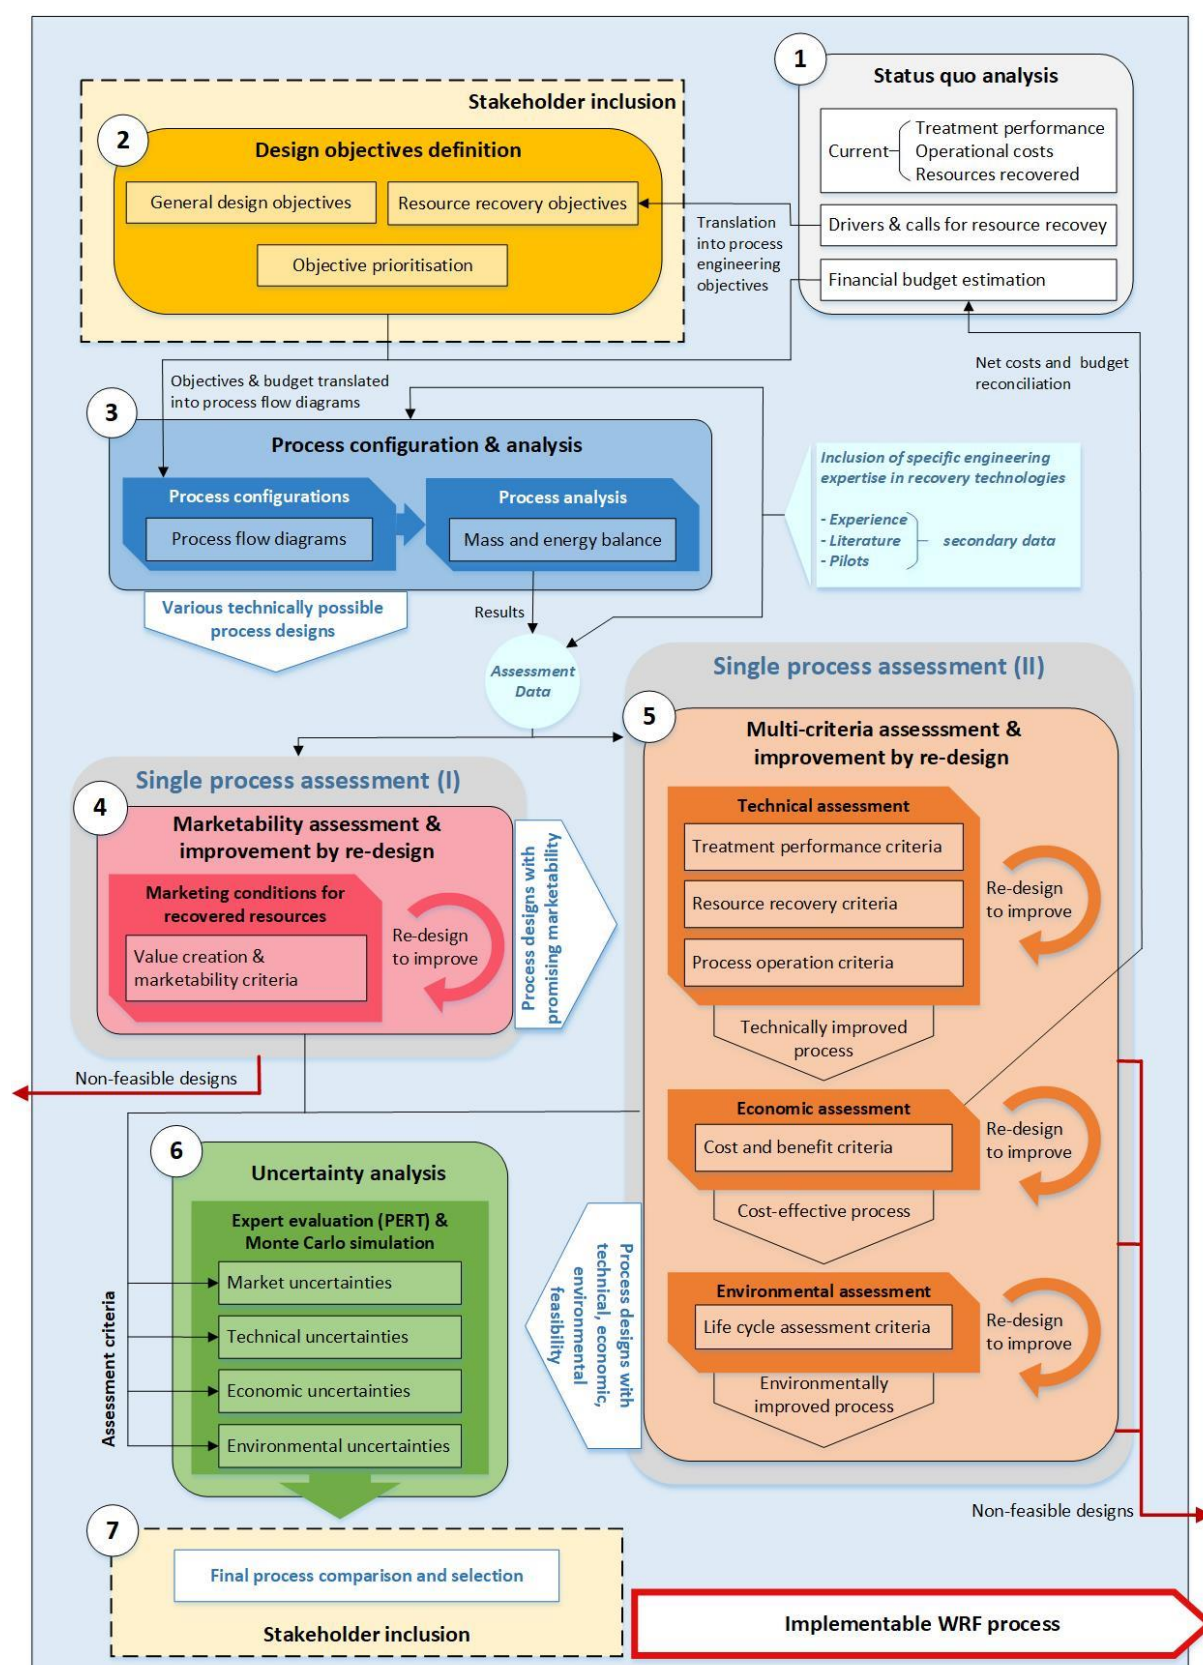 1
Status quo analysis
Current
Treatment performance
Operational costs
Resources recovered
Drivers & calls for resource recovey
Financial budget estimation
Stakeholder inclusion
2
Design objectives definition
General design objectives
Resource recovery objectives
Objective prioritisation
Translation
into process
engineering
objectives
Net costs and budget
reconciliation
Objectives & budget translated
into process flow diagrams
3
Process configuration & analysis
Process configurations
Process flow diagrams
Process analysis
Mass and energy balance
Inclusion of specific engineering
expertise in recovery technologies
- Experience
- Literature
- Pilots
secondary data
Various technically possible
process designs
Results
Assessment
Data
Single process assessment (I)
4
Marketability assessment &
improvement by re-design
Marketing conditions for
recovered resources
Value creation &
marketability criteria
Re-design
to improve
Process designs with
promising marketability
Non-feasible designs
Single process assessment (II)
5
Multi-criteria assesssment &
improvement by re-design
Technical assessment
Treatment performance criteria
Resource recovery criteria
Process operation criteria
Re-design
to improve
Technically improved
process
Economic assessment
Cost and benefit criteria
Re-design
to improve
Cost-effective process
Environmental assessment
Life cycle assessment criteria
Re-design
to improve
Environmentally
improved process
Non-feasible designs
Process designs with
technical, economic,
environmental
feasibility
6
Uncertainty analysis
Expert evaluation (PERT) &
Monte Carlo simulation
Market uncertainties
Technical uncertainties
Economic uncertainties
Environmental uncertainties
Assessment criteria
7
Final process comparison and selection
Stakeholder inclusion
Implementable WRF process